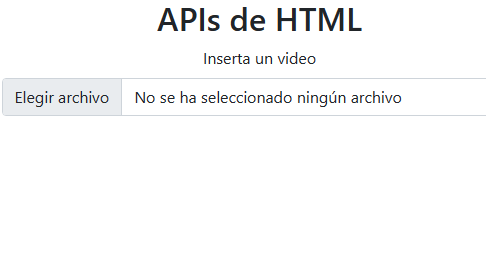 APIs de HTML
Inserta un video
Elegir archivo No se ha seleccionado ningún archivo